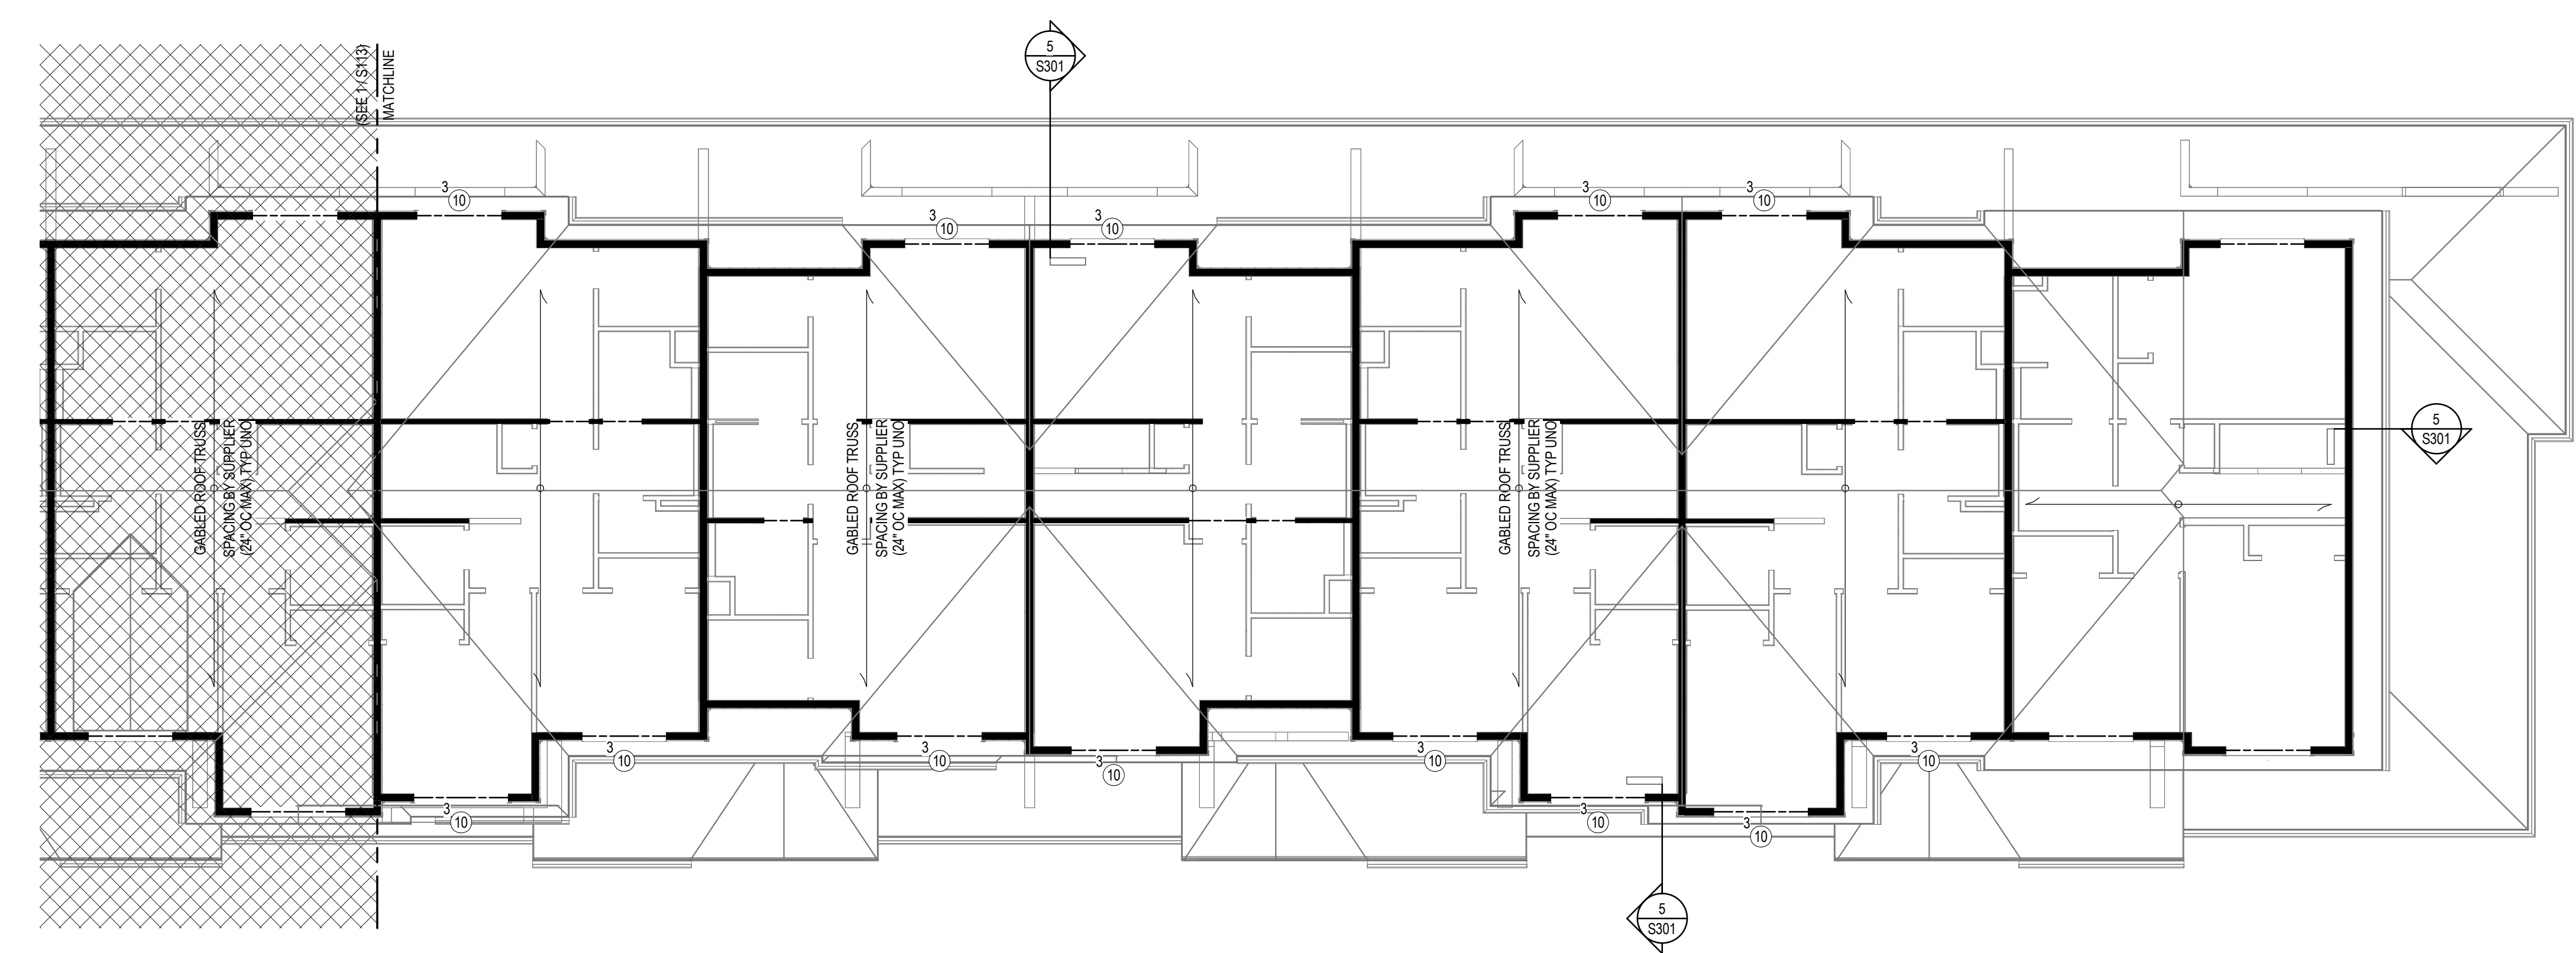 5
S301
(SEE 1 / S113)
MATCHLINE
3
10
3
10
3
10
3
10
3
10
GABLED ROOF TRUSS,
SPACING BY SUPPLIER
(24" OC MAX) TYP UNO
GABLED ROOF TRUSS,
SPACING BY SUPPLIER
(24" OC MAX) TYP UNO
GABLED ROOF TRUSS,
SPACING BY SUPPLIER
(24" OC MAX) TYP UNO
5
S301
3
10
3
10
3
10
3
10
3
10
3
10
3
10
3
10
5
S301